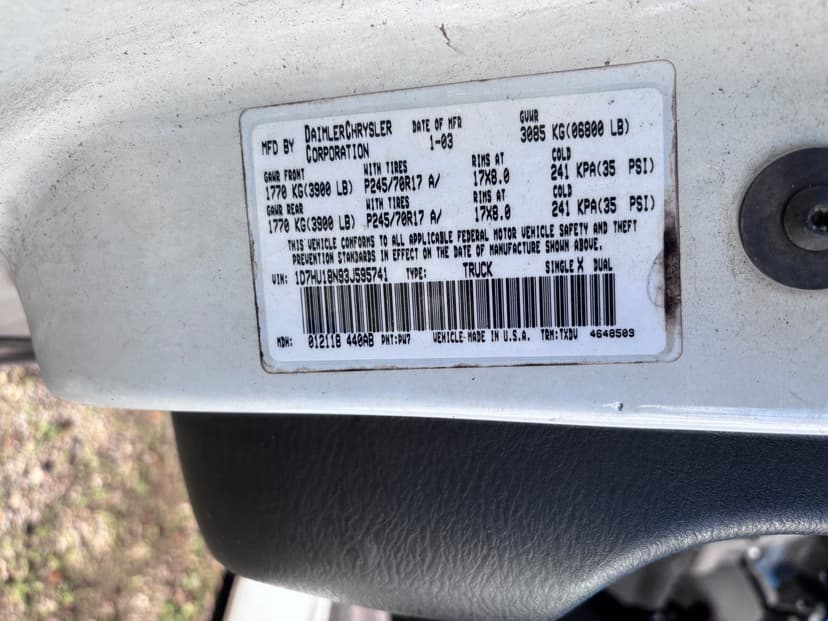 MFD BY DAIMLERCHRYSLER CORPORATION DATE OF MFR 1-03 GVWR 3085 KG(06800 LB)
GAWR FRONT WITH TIRES RIMS AT COLD
1770 KG(3900 LB) P245/70R17 A/ 17X8.0 241 KPA(35 PSI)
GAWR REAR WITH TIRES RIMS AT COLD
1770 KG(3900 LB) P245/70R17 A/ 17X8.0 241 KPA(35 PSI)
THIS VEHICLE CONFORMS TO ALL APPLICABLE FEDERAL MOTOR VEHICLE SAFETY AND THEFT
PREVENTION STANDARDS IN EFFECT ON THE DATE OF MANUFACTURE SHOWN ABOVE.
VIN: 1D7HU18N93J595741 TYPE: TRUCK SINGLE X DUAL
MDH: 012118 440AB PNT:PW7 VEHICLE-MADE IN U.S.A. TRM:TXDV 4648503